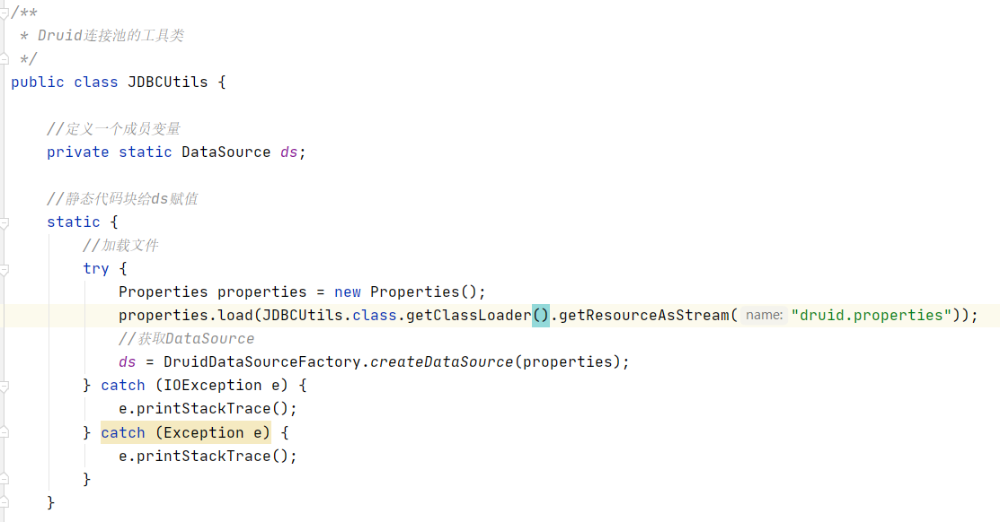 /**
 * Druid连接池的工具类
 */
public class JDBCUtils {
    //定义一个成员变量
    private static DataSource ds;
    //静态代码块给ds赋值
    static {
        //加载文件
        try {
            Properties properties = new Properties();
            properties.load(JDBCUtils.class.getClassLoader().getResourceAsStream( name: "druid.properties"));
            //获取DataSource
            ds = DruidDataSourceFactory.createDataSource(properties);
        } catch (IOException e) {
            e.printStackTrace();
        } catch (Exception e) {
            e.printStackTrace();
        }
    }